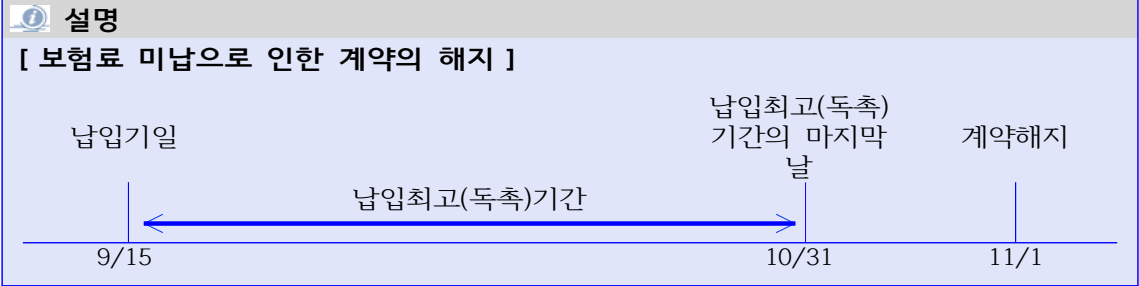 설명
[ 보험료 미납으로 인한 계약의 해지 ]
납입기일
납입최고(독촉)
기간의 마지막
날
계약해지
납입최고(독촉)기간
9/15
10/31
11/1